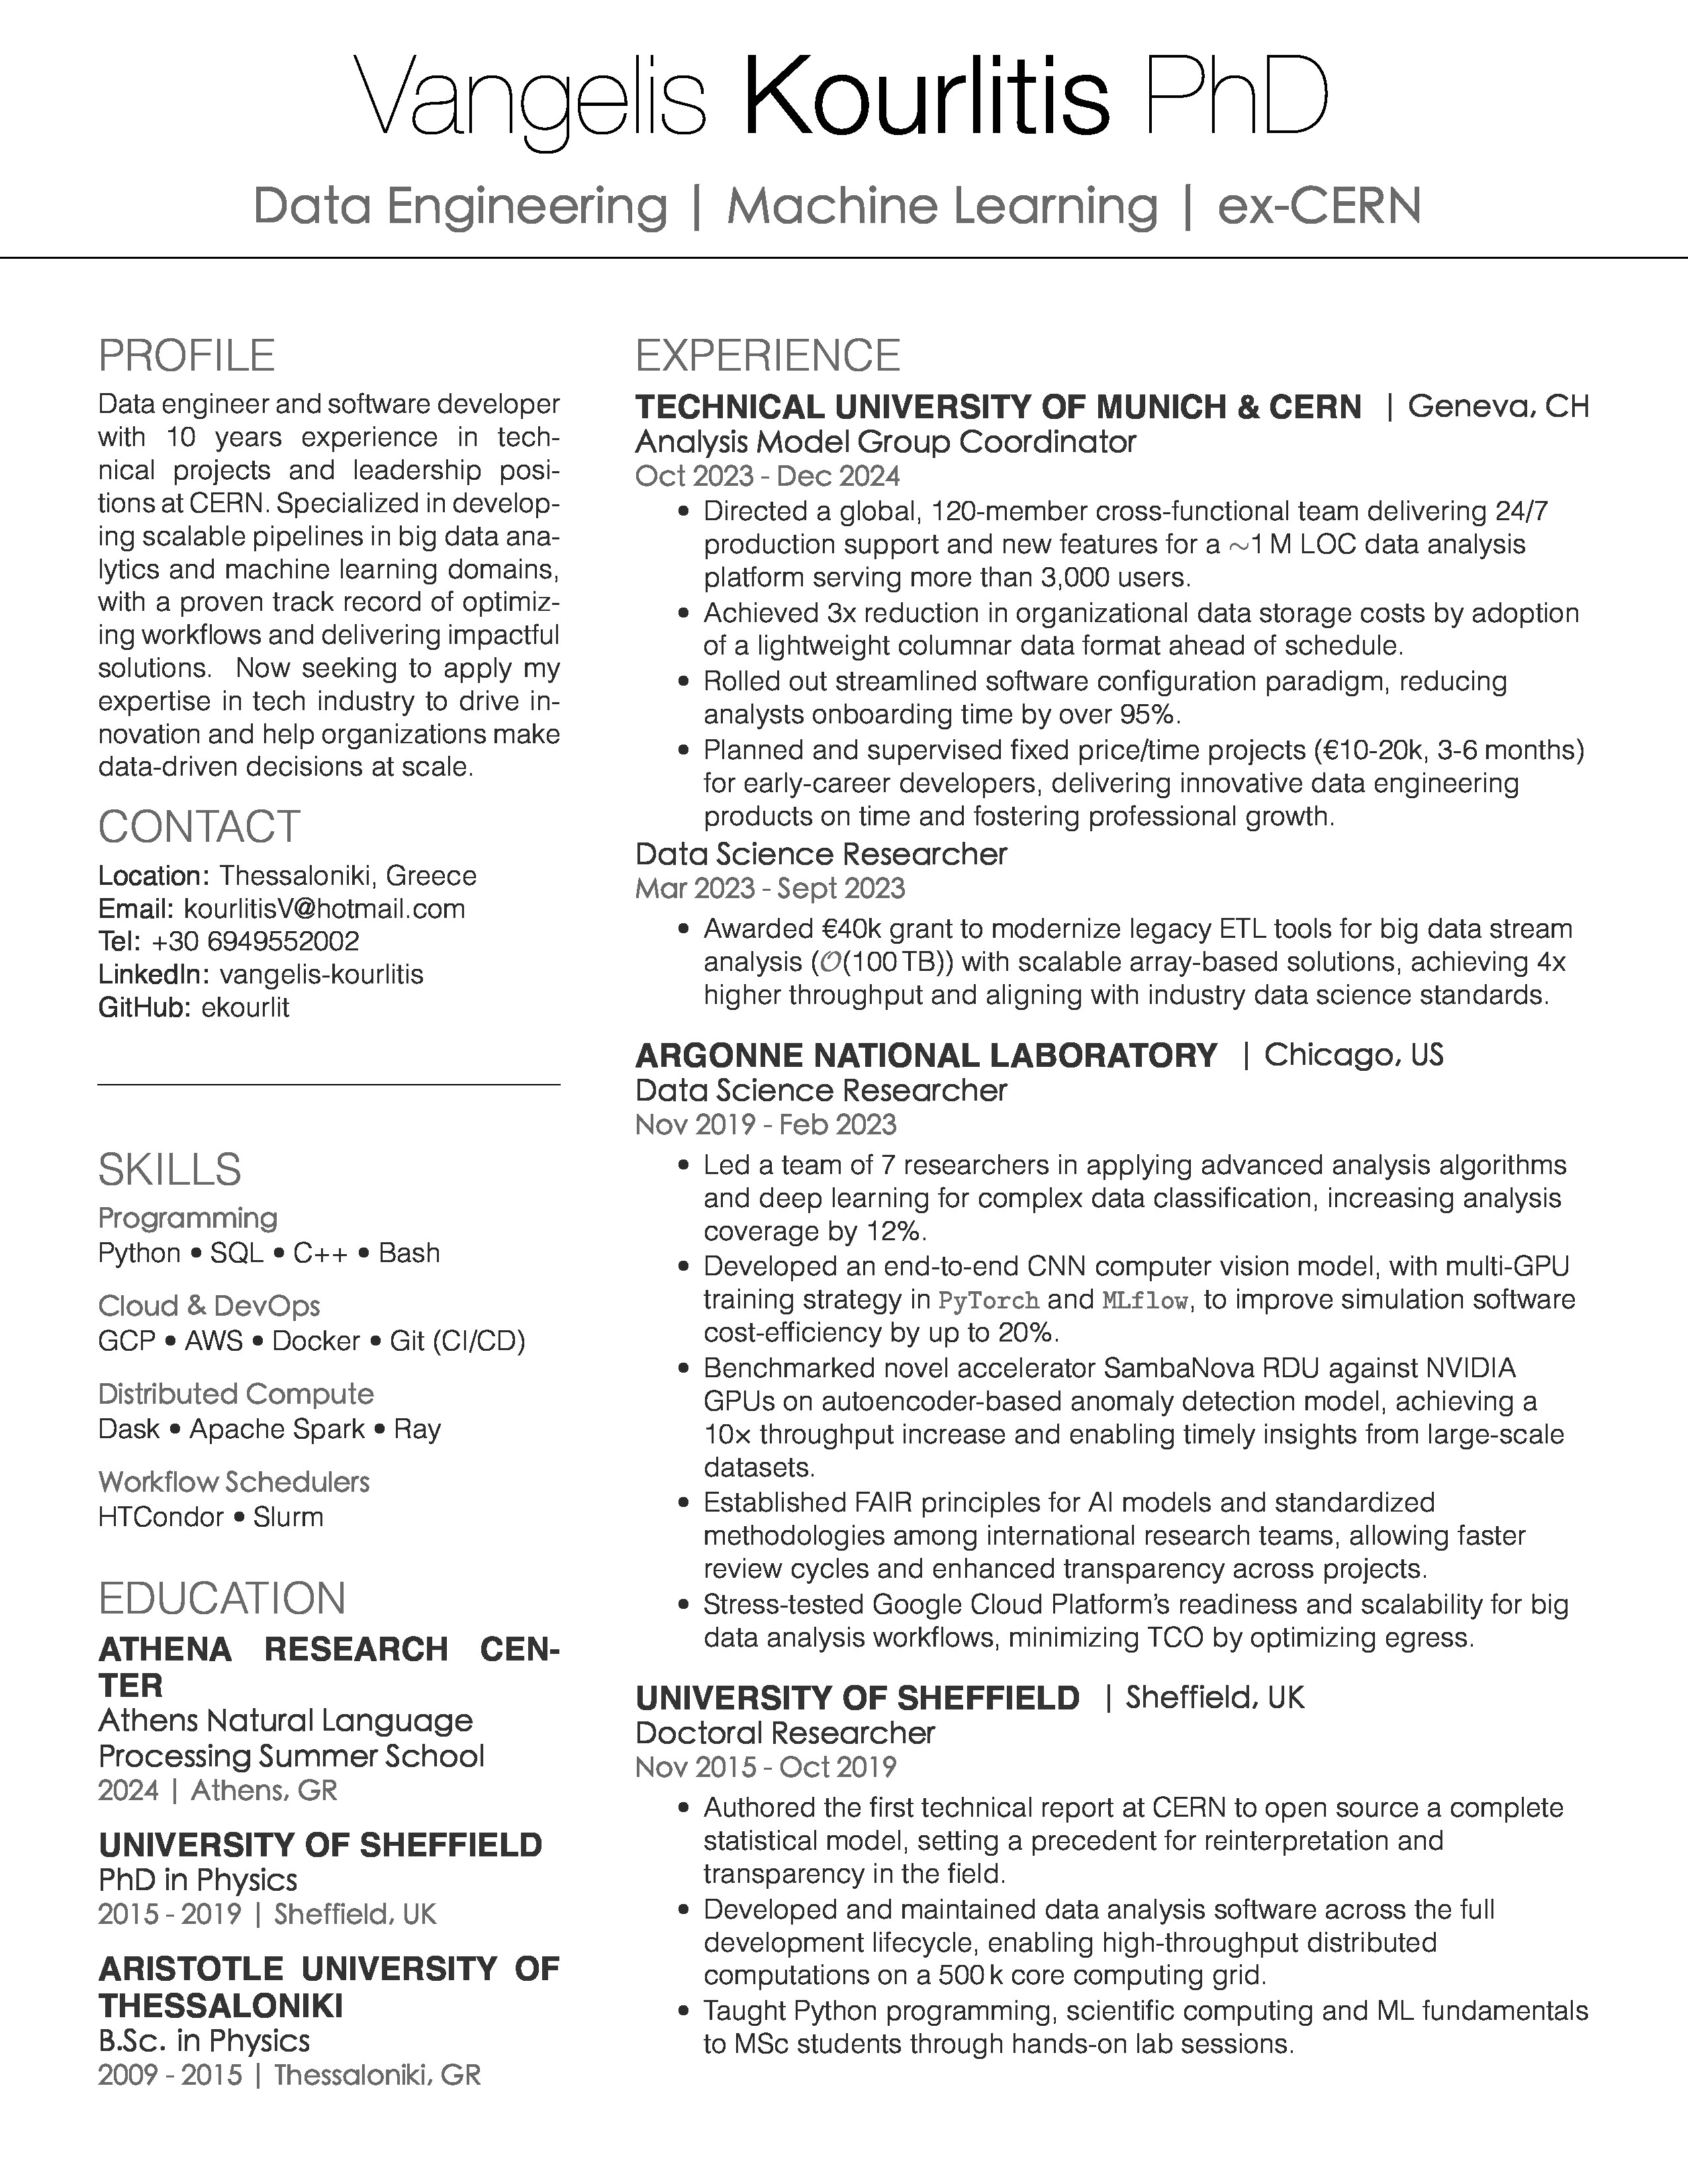 Vangelis Kourlitis PhD
Data Engineering | Machine Learning | ex-CERN
PROFILE
Data engineer and software developer
with 10 years experience in tech-
nical projects and leadership posi-
tions at CERN. Specialized in develop-
ing scalable pipelines in big data ana-
lytics and machine learning domains,
with a proven track record of optimiz-
ing workflows and delivering impactful
solutions. Now seeking to apply my
expertise in tech industry to drive in-
novation and help organizations make
data-driven decisions at scale.
CONTACT
Location: Thessaloniki, Greece
Email: kourlitisV@hotmail.com
Tel: +30 6949552002
LinkedIn: vangelis-kourlitis
GitHub: ekourlit
SKILLS
Programming
Python • SQL • C++ • Bash
Cloud & DevOps
GCP • AWS • Docker • Git (CI/CD)
Distributed Compute
Dask • Apache Spark • Ray
Workflow Schedulers
HTCondor • Slurm
EDUCATION
ATHENA RESEARCH CEN-
TER
Athens Natural Language
Processing Summer School
2024 | Athens, GR
UNIVERSITY OF SHEFFIELD
PhD in Physics
2015 - 2019 | Sheffield, UK
ARISTOTLE UNIVERSITY OF
THESSALONIKI
B.Sc. in Physics
2009 - 2015 | Thessaloniki, GR
EXPERIENCE
TECHNICAL UNIVERSITY OF MUNICH & CERN | Geneva, CH
Analysis Model Group Coordinator
Oct 2023 - Dec 2024
• Directed a global, 120-member cross-functional team delivering 24/7
production support and new features for a ~1 M LOC data analysis
platform serving more than 3,000 users.
• Achieved 3x reduction in organizational data storage costs by adoption
of a lightweight columnar data format ahead of schedule.
• Rolled out streamlined software configuration paradigm, reducing
analysts onboarding time by over 95%.
• Planned and supervised fixed price/time projects (€10-20k, 3-6 months)
for early-career developers, delivering innovative data engineering
products on time and fostering professional growth.
Data Science Researcher
Mar 2023 - Sept 2023
• Awarded €40k grant to modernize legacy ETL tools for big data stream
analysis (𝒪(100 TB)) with scalable array-based solutions, achieving 4x
higher throughput and aligning with industry data science standards.
ARGONNE NATIONAL LABORATORY | Chicago, US
Data Science Researcher
Nov 2019 - Feb 2023
• Led a team of 7 researchers in applying advanced analysis algorithms
and deep learning for complex data classification, increasing analysis
coverage by 12%.
• Developed an end-to-end CNN computer vision model, with multi-GPU
training strategy in PyTorch and MLflow, to improve simulation software
cost-efficiency by up to 20%.
• Benchmarked novel accelerator SambaNova RDU against NVIDIA
GPUs on autoencoder-based anomaly detection model, achieving a
10× throughput increase and enabling timely insights from large-scale
datasets.
• Established FAIR principles for AI models and standardized
methodologies among international research teams, allowing faster
review cycles and enhanced transparency across projects.
• Stress-tested Google Cloud Platform's readiness and scalability for big
data analysis workflows, minimizing TCO by optimizing egress.
UNIVERSITY OF SHEFFIELD | Sheffield, UK
Doctoral Researcher
Nov 2015 - Oct 2019
• Authored the first technical report at CERN to open source a complete
statistical model, setting a precedent for reinterpretation and
transparency in the field.
• Developed and maintained data analysis software across the full
development lifecycle, enabling high-throughput distributed
computations on a 500 k core computing grid.
• Taught Python programming, scientific computing and ML fundamentals
to MSc students through hands-on lab sessions.